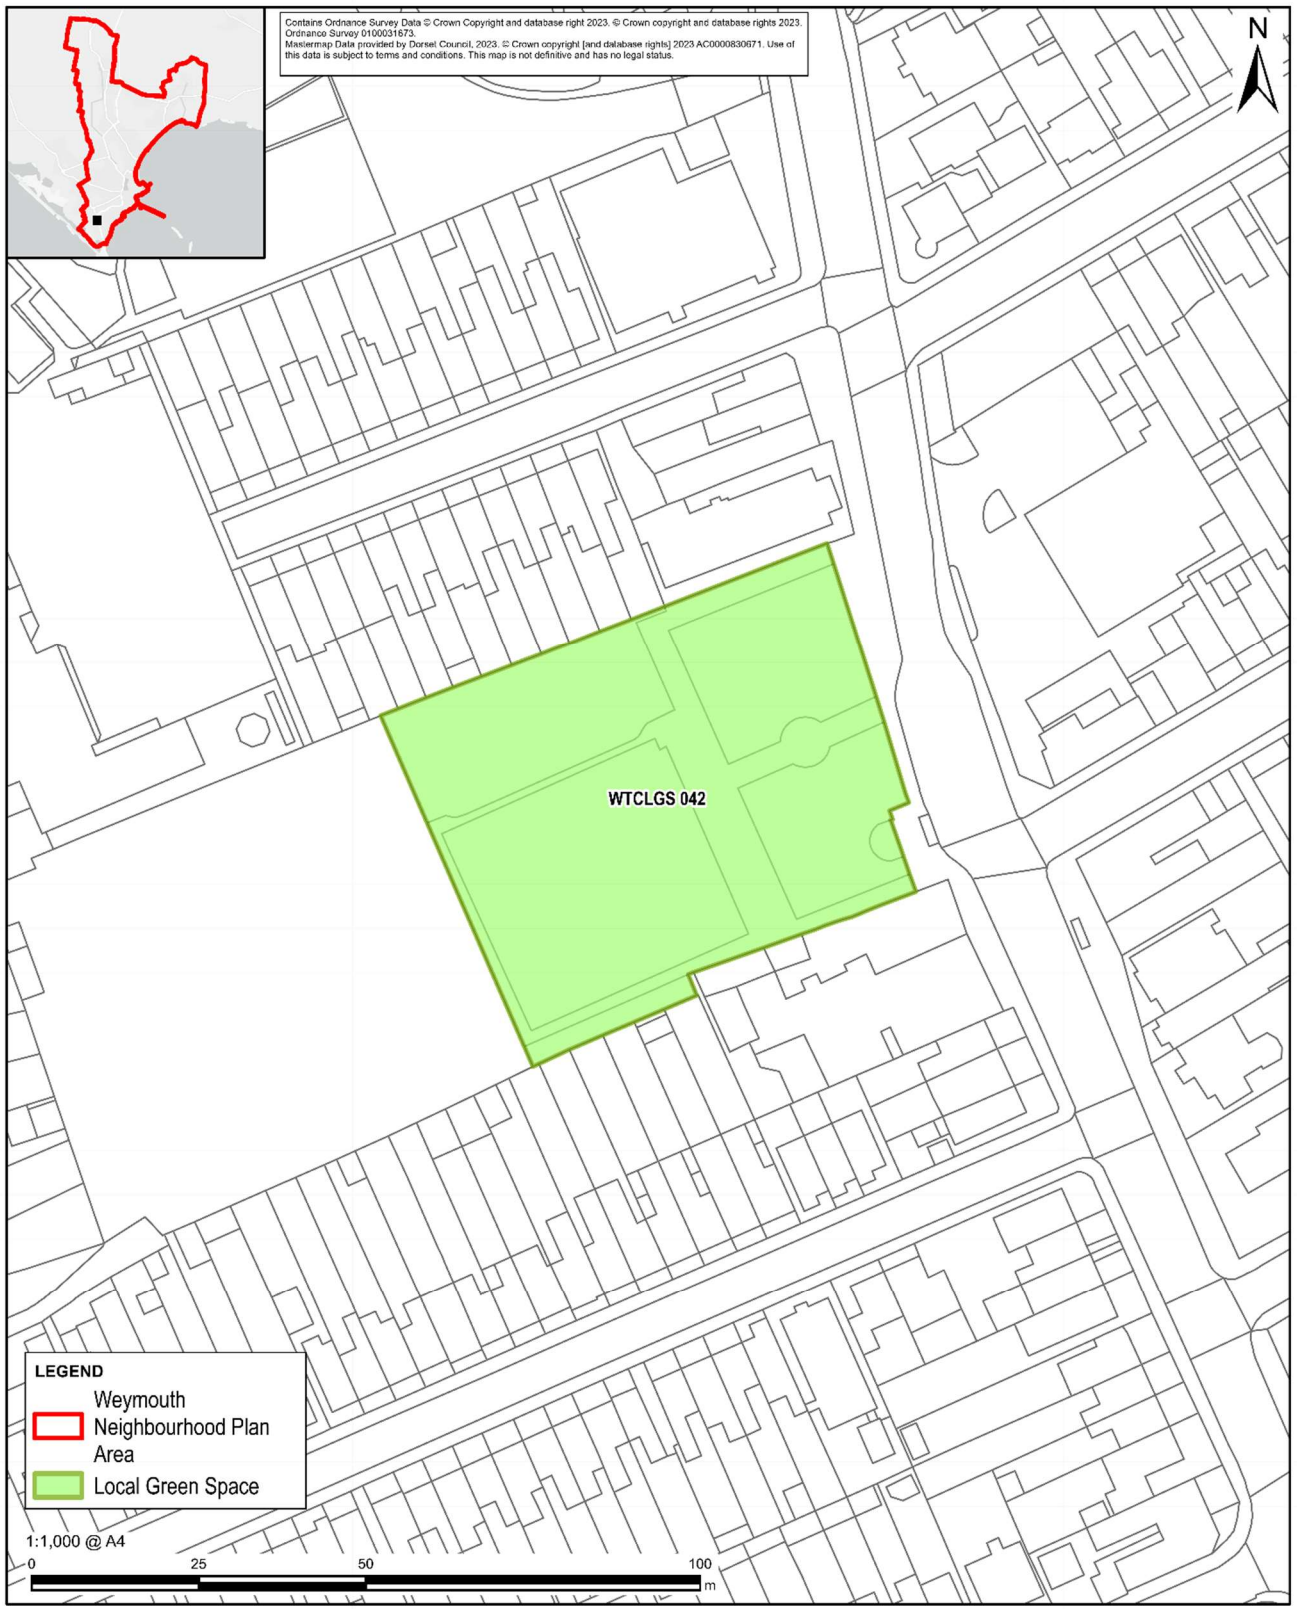 Contains Ordnance Survey Data © Crown Copyright and database right 2023. © Crown copyright and database rights 2023.
Ordnance Survey 0100031673.
Mastermap Data provided by Dorset Council, 2023. © Crown copyright [and database rights] 2023 AC0000830671. Use of
this data is subject to terms and conditions. This map is not definitive and has no legal status.
N
WTCLGS 042
LEGEND
Weymouth
Neighbourhood Plan
Area
Local Green Space
1:1,000 @ A4
0 25 50 100
m